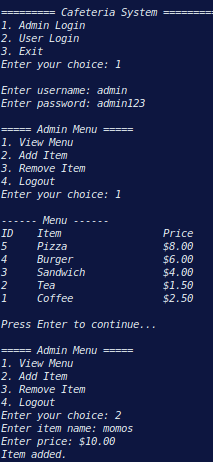 ========= Cafeteria System =========
1. Admin Login
2. User Login
3. Exit
Enter your choice: 1
Enter username: admin
Enter password: admin123
===== Admin Menu =====
1. View Menu
2. Add Item
3. Remove Item
4. Logout
Enter your choice: 1
------ Menu ------
ID Item Price
5 Pizza $8.00
4 Burger $6.00
3 Sandwich $4.00
2 Tea $1.50
1 Coffee $2.50
Press Enter to continue...
===== Admin Menu =====
1. View Menu
2. Add Item
3. Remove Item
4. Logout
Enter your choice: 2
Enter item name: momos
Enter price: $10.00
Item added.